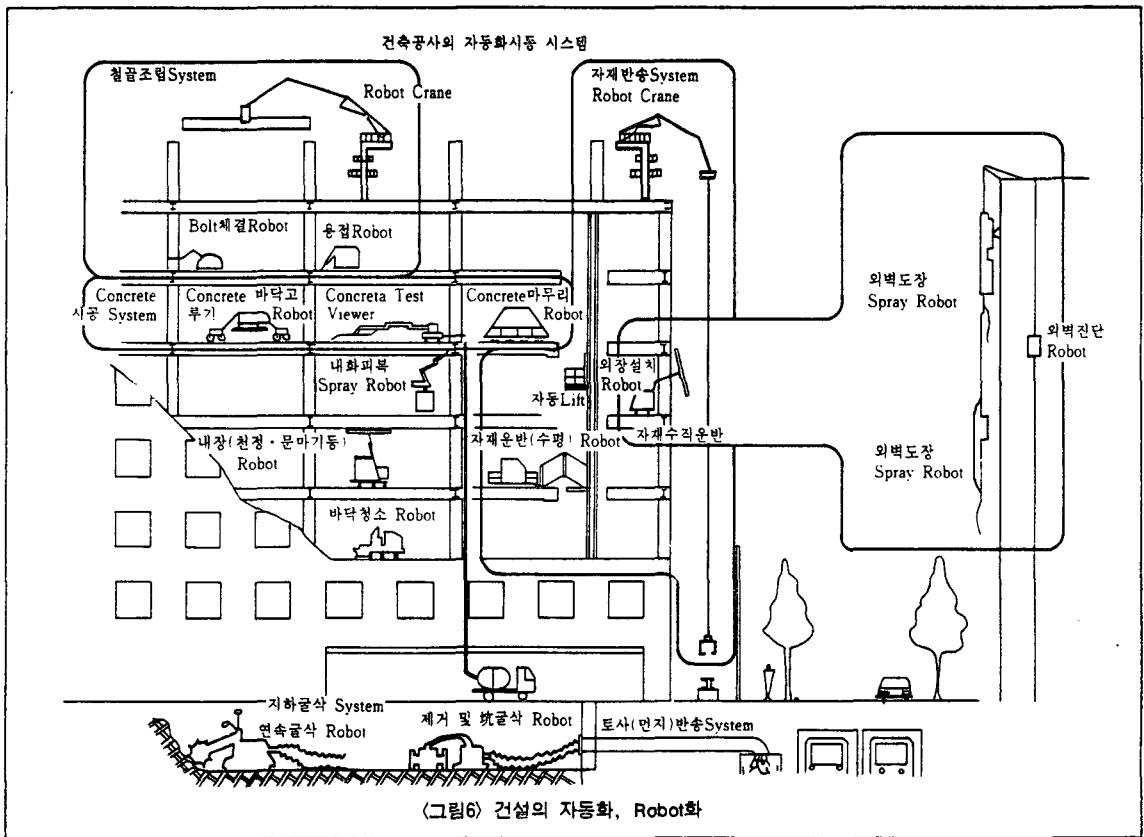 건축공사의 자동화시동 시스템
철끌조립System
Robot Crane
자재반송System
Robot Crane
Bolt체결Robot
용접Robot
Concrete
시공 System
Concrete 바닥고
루기 Robot
Concreta Test
Viewer
Concrete마무리
Robot
내화피복
Spray Robot
자동Lift
외장설치
Robot
외벽도장
Spray Robot
외벽진단
Robot
내장(천정·문마기등)
Robot
자재운반(수평) Robot
자재수직운반
외벽도장
Spray Robot
바닥청소 Robot
지하굴삭 System
연속굴삭 Robot
제거 및 坑굴삭 Robot
토사(먼지)반송System
〈그림6〉 건설의 자동화, Robot화